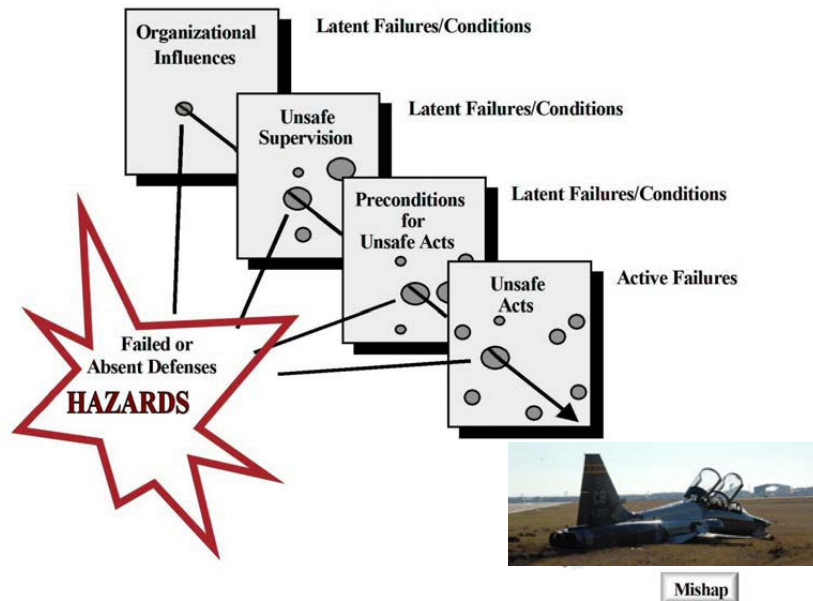 Organizational
Influences
Latent Failures/Conditions
Unsafe
Supervision
Latent Failures/Conditions
Preconditions
for
Unsafe Acts
Latent Failures/Conditions
Unsafe
Acts
Active Failures
Failed or
Absent Defenses
HAZARDS
CB
Mishap